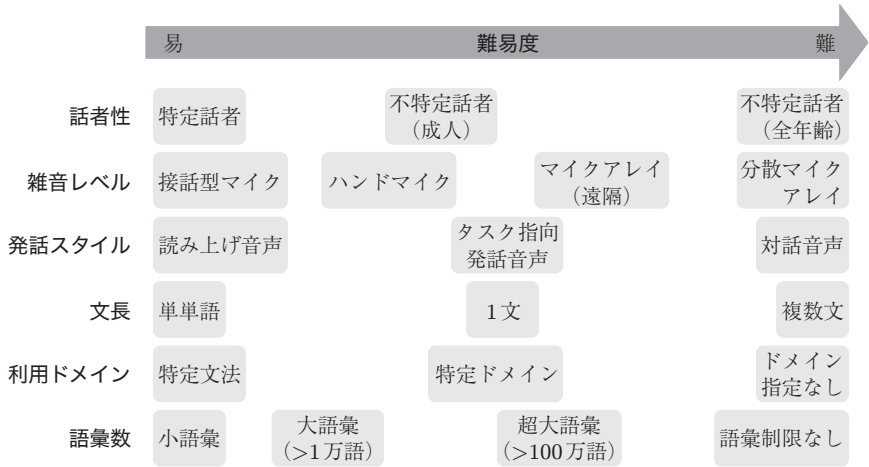 易 難易度 難
話者性 特定話者 不特定話者 不特定話者
（成人） （全年齢）
雑音レベル 接話型マイク ハンドマイク マイクアレイ 分散マイク
（遠隔） アレイ
発話スタイル 読み上げ音声 タスク指向 対話音声
発話音声
文長 単単語 1文 複数文
利用ドメイン 特定文法 特定ドメイン ドメイン
指定なし
語彙数 小語彙 大語彙 超大語彙 語彙制限なし
（>1万語） （>100万語）